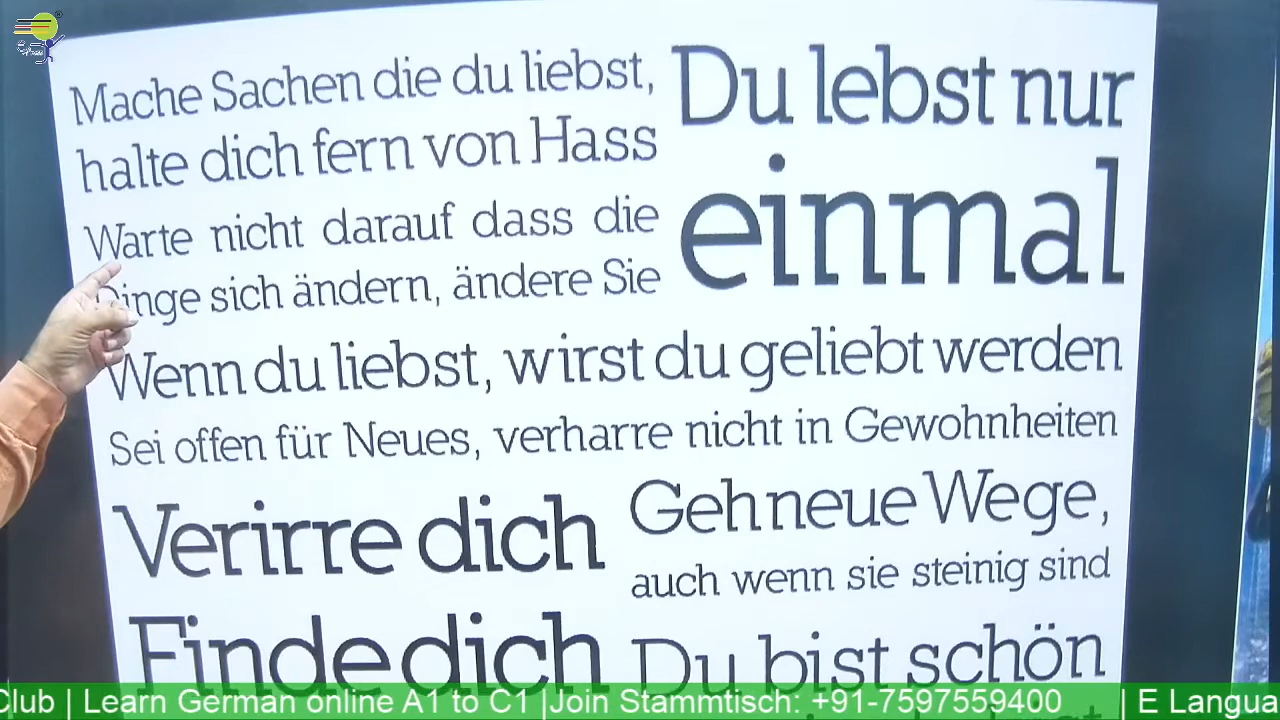 Mache Sachen die du liebst,
halte dich fern von Hass
Warte nicht darauf dass die
Dinge sich ändern, ändere Sie
Du lebst nur
einmal
Wenn du liebst, wirst du geliebt werden
Sei offen für Neues, verharre nicht in Gewohnheiten
Verirre dich
Finde dich
Geh neue Wege,
auch wenn sie steinig sind
Du bist schön
Club | Learn German online A1 to C1 |Join Stammtisch: +91-7597559400 | E Langua